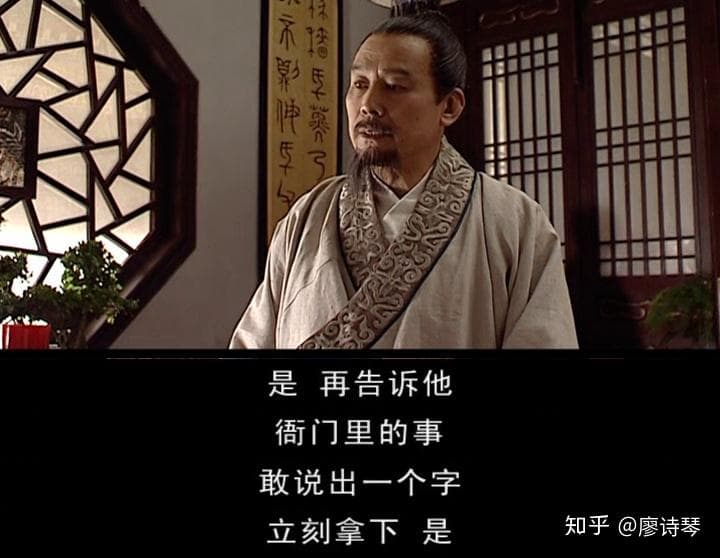 是 再告诉他
衙门里的事
敢说出一个字
立刻拿下 是
知乎 @廖诗琴